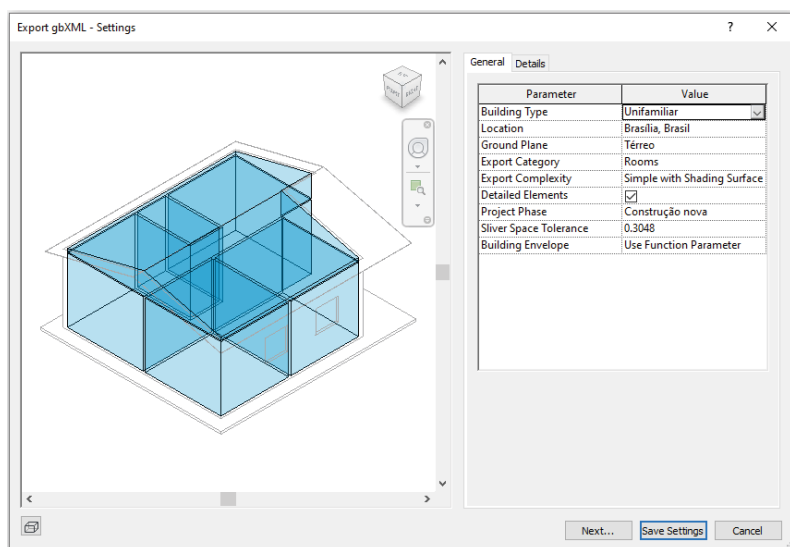 Export gbXML - Settings
?
General Details
Parameter Value
Building Type Unifamiliar
Location Brasília, Brasil
Ground Plane Térreo
Export Category Rooms
Export Complexity Simple with Shading Surface
Detailed Elements
Project Phase Construção nova
Sliver Space Tolerance 0.3048
Building Envelope Use Function Parameter
Next... Save Settings Cancel